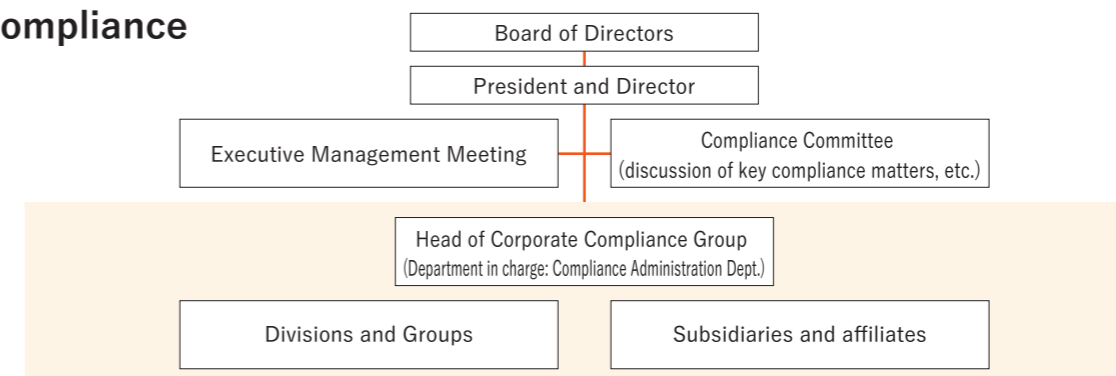 ompliance
Board of Directors
President and Director
Executive Management Meeting
Compliance Committee
(discussion of key compliance matters, etc.)
Head of Corporate Compliance Group
(Department in charge: Compliance Administration Dept.)
Divisions and Groups
Subsidiaries and affiliates